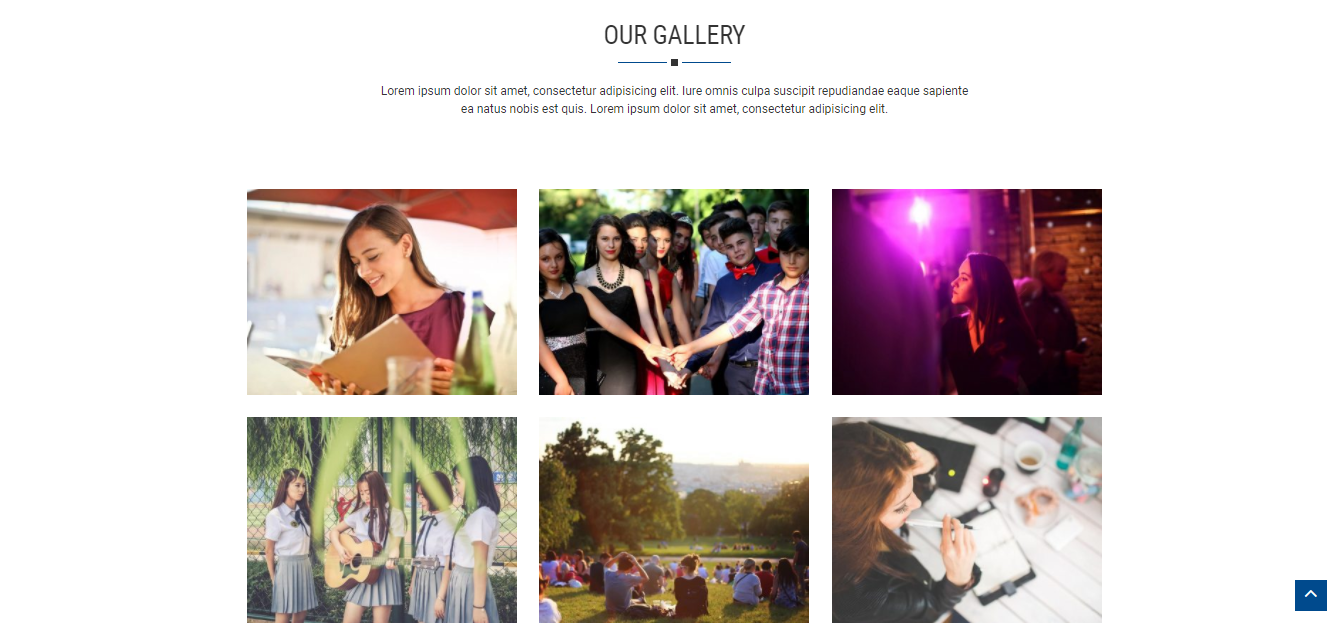 OUR GALLERY
Lorem ipsum dolor sit amet, consectetur adipisicing elit. Iure omnis culpa suscipit repudiandae eaque sapiente
ea natus nobis est quis. Lorem ipsum dolor sit amet, consectetur adipisicing elit.